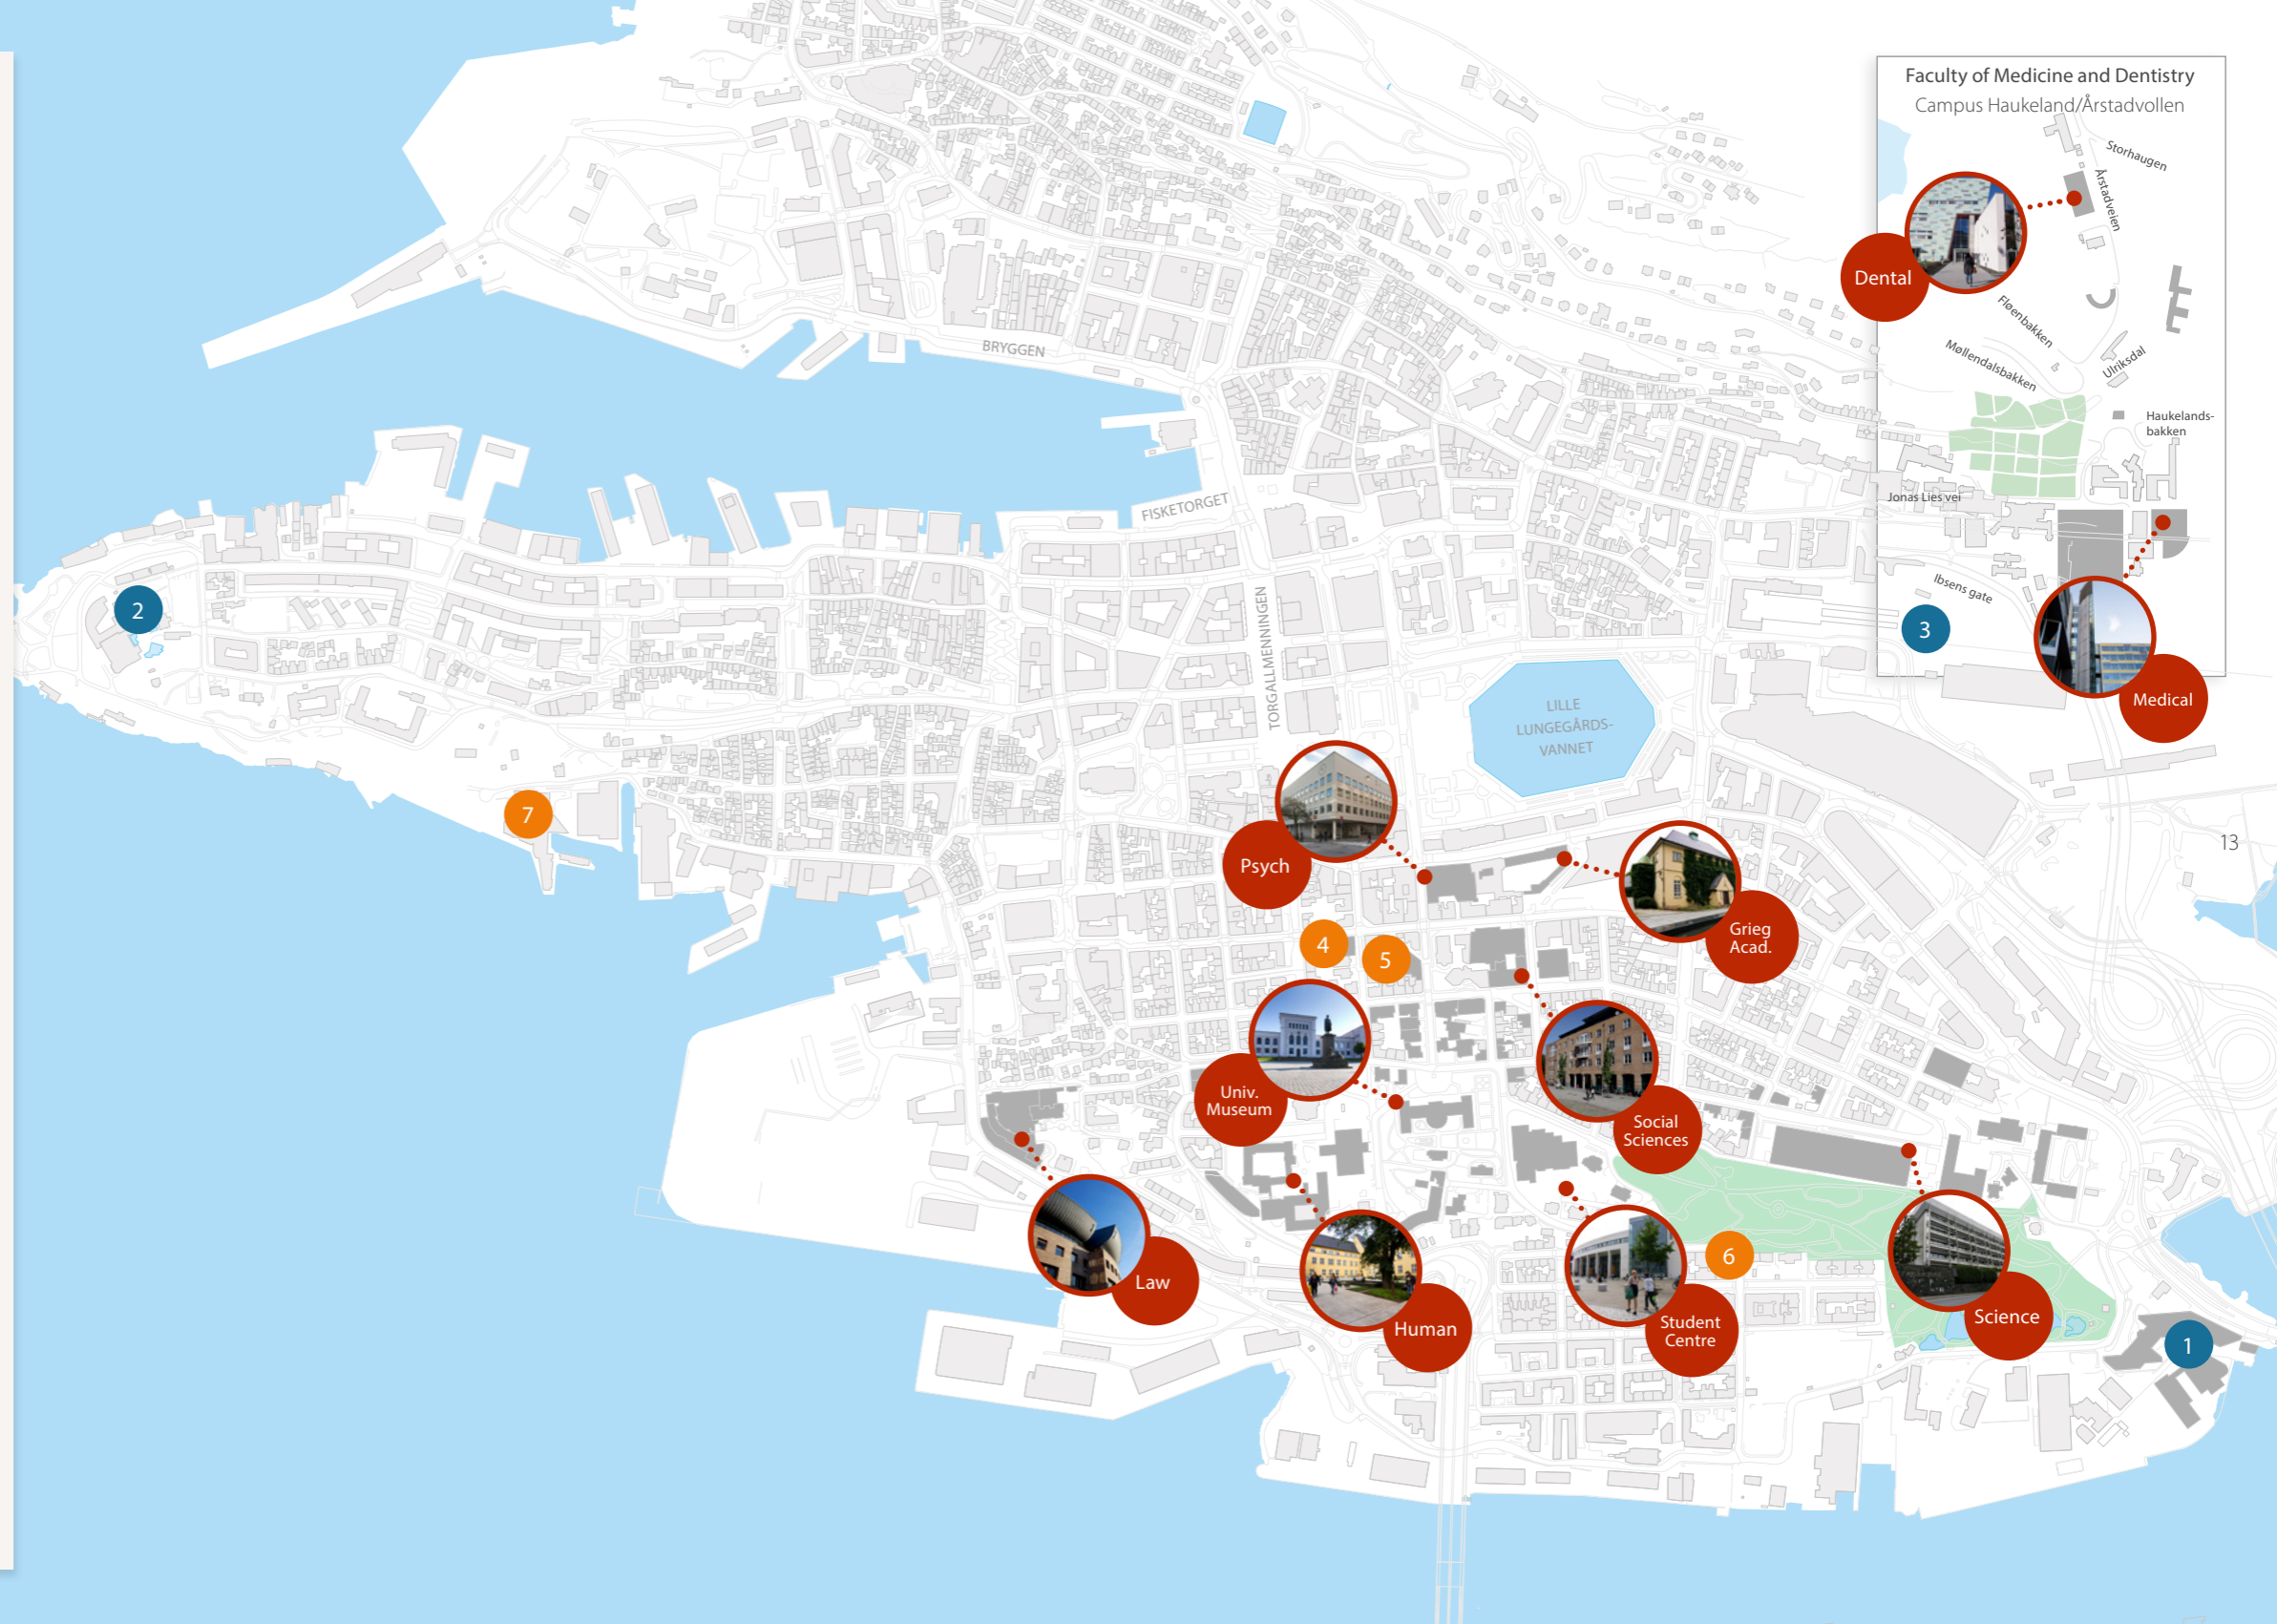 Faculty of Medicine and Dentistry
Campus Haukeland/Årstadvollen
Storhaugen
Årstadveien
Dental
Fløenbakken
Møllendalsbakken
Ulriksdal
Haukelands-
bakken
Jonas Lies vei
Ibsens gate
3
Medical
BRYGGEN
FISKETORGET
TORGALLMENNINGEN
2
LILLE
LUNGEGÅRDS-
VANNET
7
13
Psych
Grieg
Acad.
4
5
Univ.
Museum
Social
Sciences
Law
Human
6
Student
Centre
Science
1